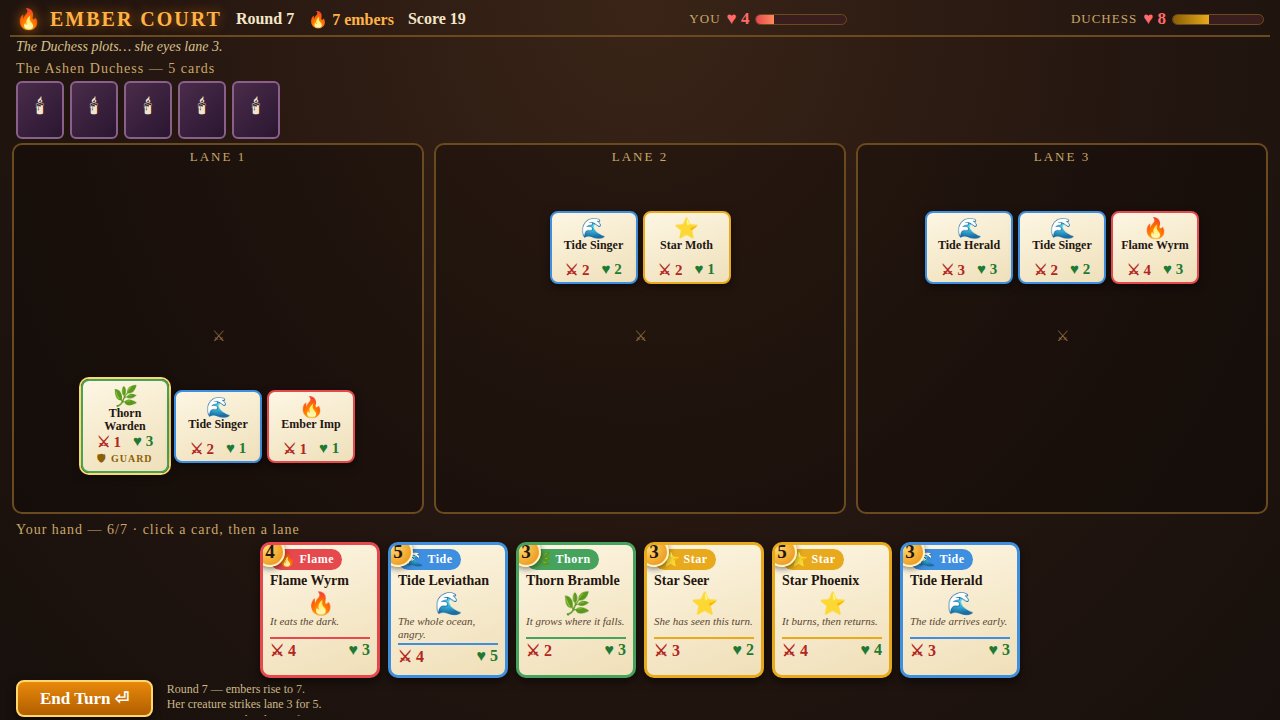 EMBER COURT Round 7 7 embers Score 19 YOU ♥ 4 DUCHESS ♥ 8
The Duchess plots… she eyes lane 3.
The Ashen Duchess — 5 cards
LANE 1 LANE 2 LANE 3
Tide Singer
⚔ 2 ♥ 2
Star Moth
⚔ 2 ♥ 1
Tide Herald
⚔ 3 ♥ 3
Tide Singer
⚔ 2 ♥ 2
Flame Wyrm
⚔ 4 ♥ 3
Thorn
Warden
⚔ 1 ♥ 3
GUARD
Tide Singer
⚔ 2 ♥ 1
Ember Imp
⚔ 1 ♥ 1
Your hand — 6/7 · click a card, then a lane
4 Flame
Flame Wyrm
It eats the dark.
⚔ 4 ♥ 3
5 Tide
Tide Leviathan
The whole ocean,
angry.
⚔ 4 ♥ 5
3 Thorn
Thorn Bramble
It grows where it falls.
⚔ 2 ♥ 3
3 Star
Star Seer
She has seen this turn.
⚔ 3 ♥ 2
5 Star
Star Phoenix
It burns, then returns.
⚔ 4 ♥ 4
3 Tide
Tide Herald
The tide arrives early.
⚔ 3 ♥ 3
End Turn ⏎
Round 7 — embers rise to 7.
Her creature strikes lane 3 for 5.